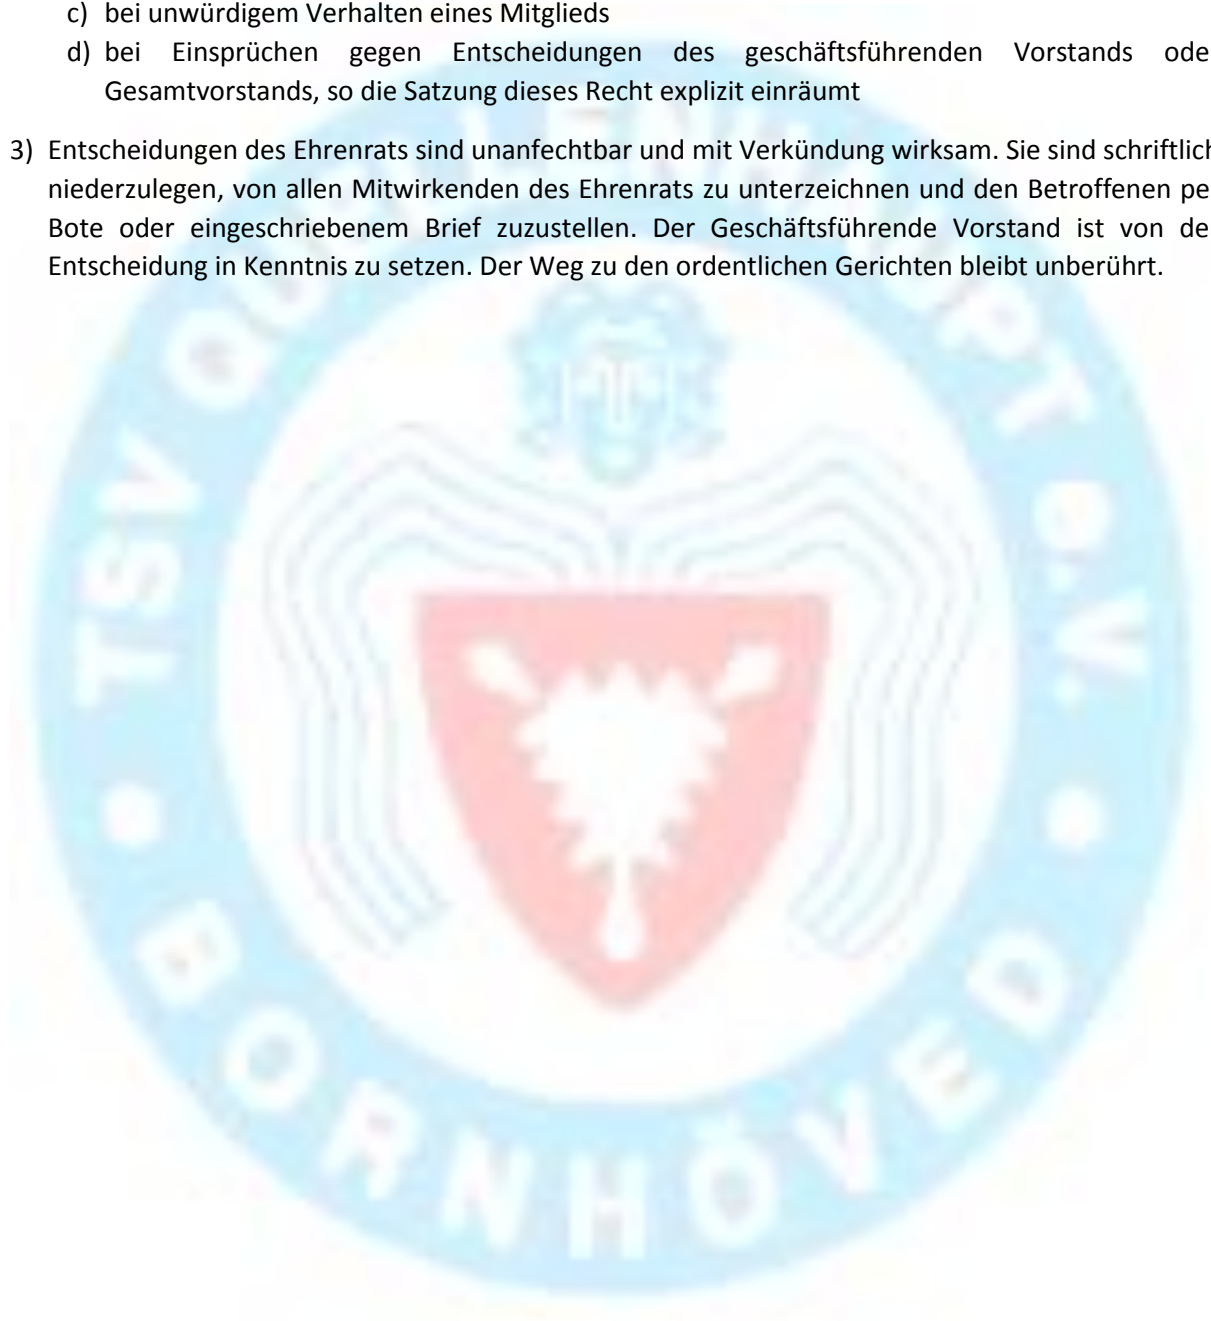 c) bei unwürdigem Verhalten eines Mitglieds
d) bei Einsprüchen gegen Entscheidungen des geschäftsführenden Vorstands ode
Gesamtvorstands, so die Satzung dieses Recht explizit einräumt
3) Entscheidungen des Ehrenrats sind unanfechtbar und mit Verkündung wirksam. Sie sind schriftlich
niederzulegen, von allen Mitwirkenden des Ehrenrats zu unterzeichnen und den Betroffenen pe
Bote oder eingeschriebenem Brief zuzustellen. Der Geschäftsführende Vorstand ist von de
Entscheidung in Kenntnis zu setzen. Der Weg zu den ordentlichen Gerichten bleibt unberührt.
TSV QUELLENHAUPT e.V.
BORNHÖVED